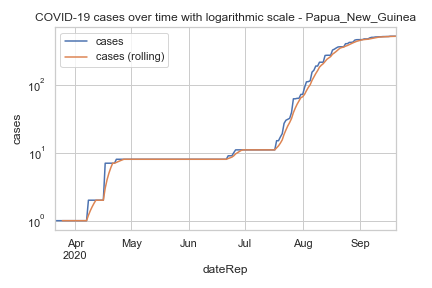 COVID-19 cases over time with logarithmic scale - Papua_New_Guinea
cases
cases (rolling)
10²
10¹
10⁰
cases
Apr
2020
May
Jun
Jul
Aug
Sep
dateRep